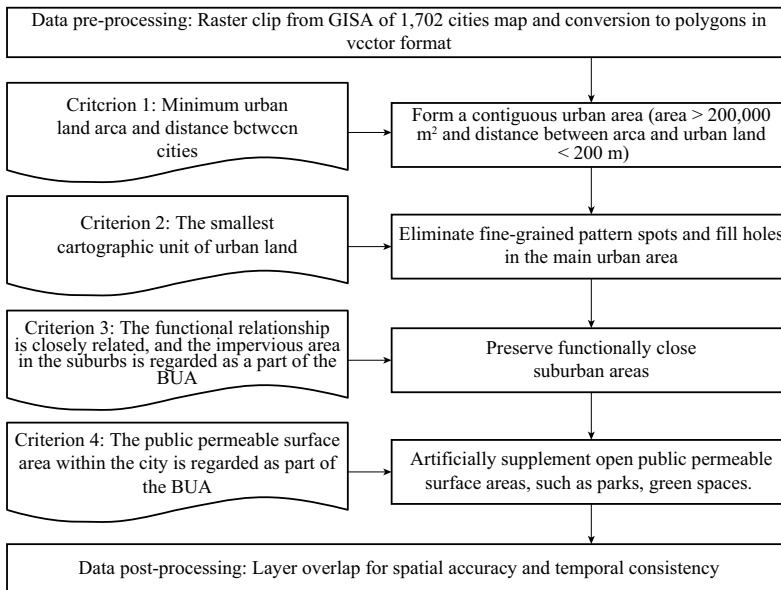 Data pre-processing: Raster clip from GISA of 1,702 cities map and conversion to polygons in
vcctor format
Critcrion 1: Minimum urban
land arca and distance bctwccn
cities
Form a contiguous urban area (area > 200,000
m² and distance between arca and urban land
< 200 m)
Criterion 2: The smallest
cartographic unit of urban land
Eliminate fine-grained pattern spots and fill holes
in the main urban area
Criterion 3: The functional relationship
is closely related, and the impervious area
in the suburbs is regarded as a part of the
BUA
Preserve functionally close
suburban areas
Criterion 4: The public permeable surface
area within the city is regarded as part of
the BUA
Artificially supplement open public permeable
surface areas, such as parks, green spaces.
Data post-processing: Layer overlap for spatial accuracy and temporal consistency